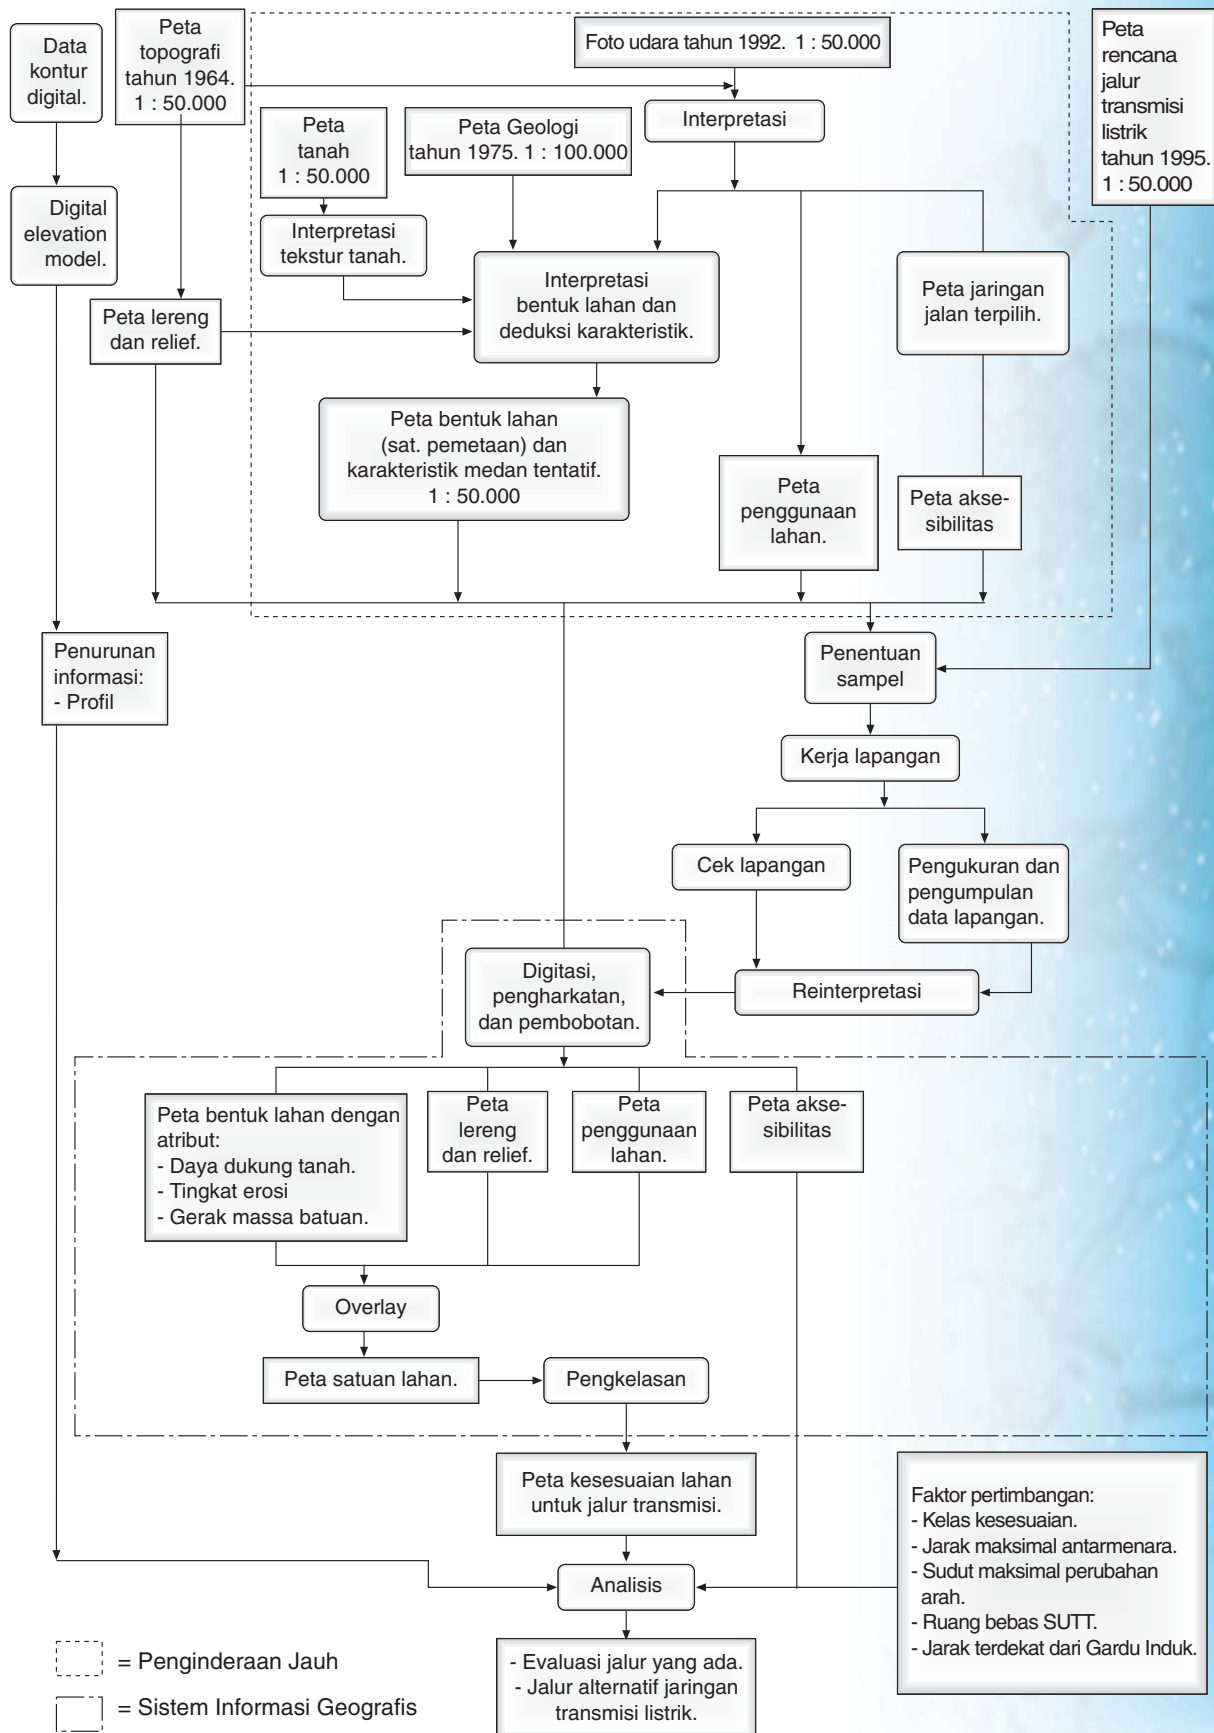 Data
kontur
digital.
Peta
topografi
tahun 1964.
1 : 50.000
Foto udara tahun 1992. 1 : 50.000
Peta
rencana
jalur
transmisi
listrik
tahun 1995.
1 : 50.000
Interpretasi
Peta
tanah
1 : 50.000
Peta Geologi
tahun 1975. 1 : 100.000
Digital
elevation
model.
Interpretasi
tekstur tanah.
Interpretasi
bentuk lahan dan
deduksi karakteristik.
Peta jaringan
jalan terpilih.
Peta lereng
dan relief.
Peta bentuk lahan
(sat. pemetaan) dan
karakteristik medan tentatif.
1 : 50.000
Peta
penggunaan
lahan.
Peta akse-
sibilitas
Penurunan
informasi:
- Profil
Penentuan
sampel
Kerja lapangan
Cek lapangan
Pengukuran dan
pengumpulan
data lapangan.
Digitasi,
pengharkatan,
dan pembobotan.
Reinterpretasi
Peta bentuk lahan dengan
atribut:
- Daya dukung tanah.
- Tingkat erosi
- Gerak massa batuan.
Peta
lereng
dan relief.
Peta
penggunaan
lahan.
Peta akse-
sibilitas
Overlay
Peta satuan lahan.
Pengkelasan
Peta kesesuaian lahan
untuk jalur transmisi.
Faktor pertimbangan:
- Kelas kesesuaian.
- Jarak maksimal antarmenara.
- Sudut maksimal perubahan
arah.
- Ruang bebas SUTT.
- Jarak terdekat dari Gardu Induk.
Analisis
- Evaluasi jalur yang ada.
- Jalur alternatif jaringan
transmisi listrik.
= Penginderaan Jauh
= Sistem Informasi Geografis